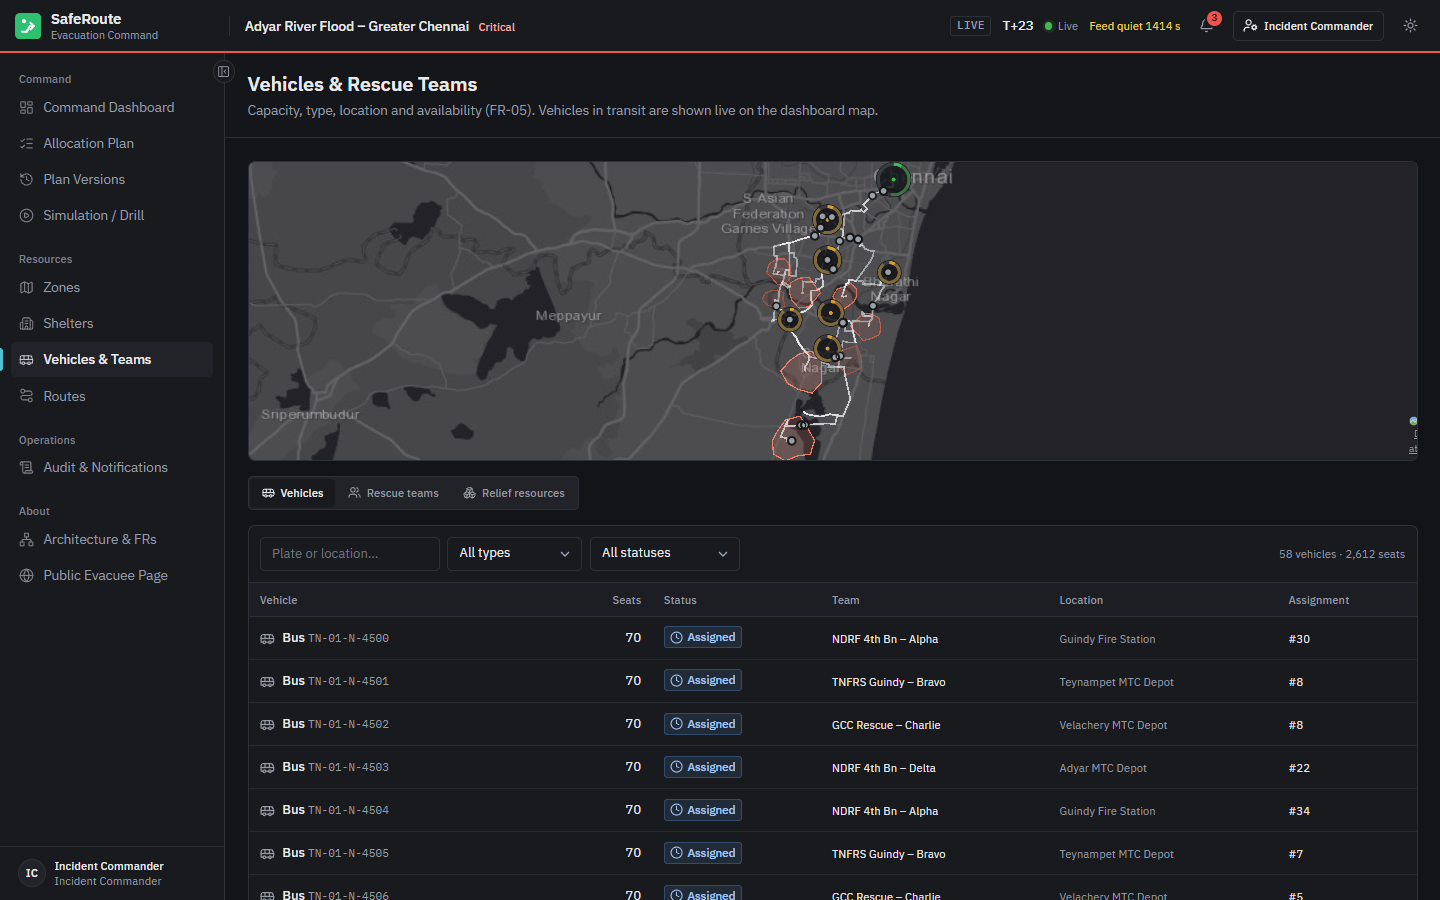 SafeRoute
Evacuation Command
Adyar River Flood – Greater Chennai Critical
LIVE T+23 Live Feed quiet 1414 s 3 Incident Commander
Command
Command Dashboard
Allocation Plan
Plan Versions
Simulation / Drill
Resources
Zones
Shelters
Vehicles & Teams
Routes
Operations
Audit & Notifications
About
Architecture & FRs
Public Evacuee Page
IC Incident Commander
Incident Commander
Vehicles & Rescue Teams
Capacity, type, location and availability (FR-05). Vehicles in transit are shown live on the dashboard map.
S Asian
Federation
Games Village
Meppayur
Sriperumbudur
Nagar
Nagar
Vehicles Rescue teams Relief resources
Plate or location... All types All statuses 58 vehicles · 2,612 seats
Vehicle Seats Status Team Location Assignment
Bus TN-01-N-4500 70 Assigned NDRF 4th Bn – Alpha Guindy Fire Station #30
Bus TN-01-N-4501 70 Assigned TNFRS Guindy – Bravo Teynampet MTC Depot #8
Bus TN-01-N-4502 70 Assigned GCC Rescue – Charlie Velachery MTC Depot #8
Bus TN-01-N-4503 70 Assigned NDRF 4th Bn – Delta Adyar MTC Depot #22
Bus TN-01-N-4504 70 Assigned NDRF 4th Bn – Alpha Guindy Fire Station #34
Bus TN-01-N-4505 70 Assigned TNFRS Guindy – Bravo Teynampet MTC Depot #7
Bus TN-01-N-4506 70 Assigned GCC Rescue – Charlie Velachery MTC Depot #5